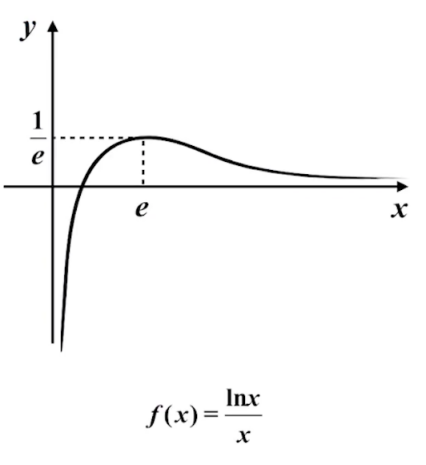 y
1/e
e
x
f(x) = lnx/x